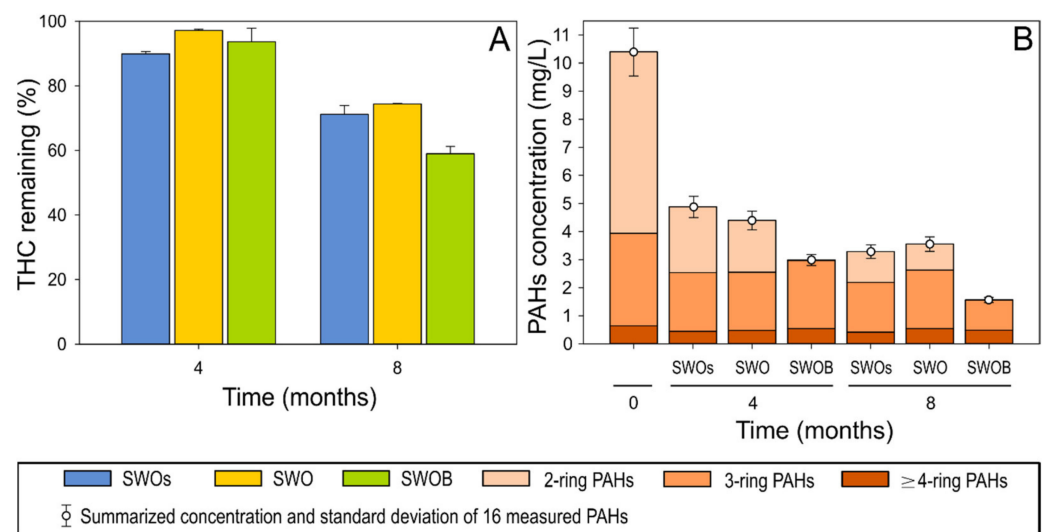 A
THC remaining (%)
100
80
60
40
20
0
4
8
Time (months)
B
PAHs concentration (mg/L)
11
10
9
8
7
6
5
4
3
2
1
0
SWOs SWO SWOB SWOs SWO SWOB
0 4 8
Time (months)
SWOs SWO SWOB 2-ring PAHs 3-ring PAHs ≥4-ring PAHs
Summarized concentration and standard deviation of 16 measured PAHs